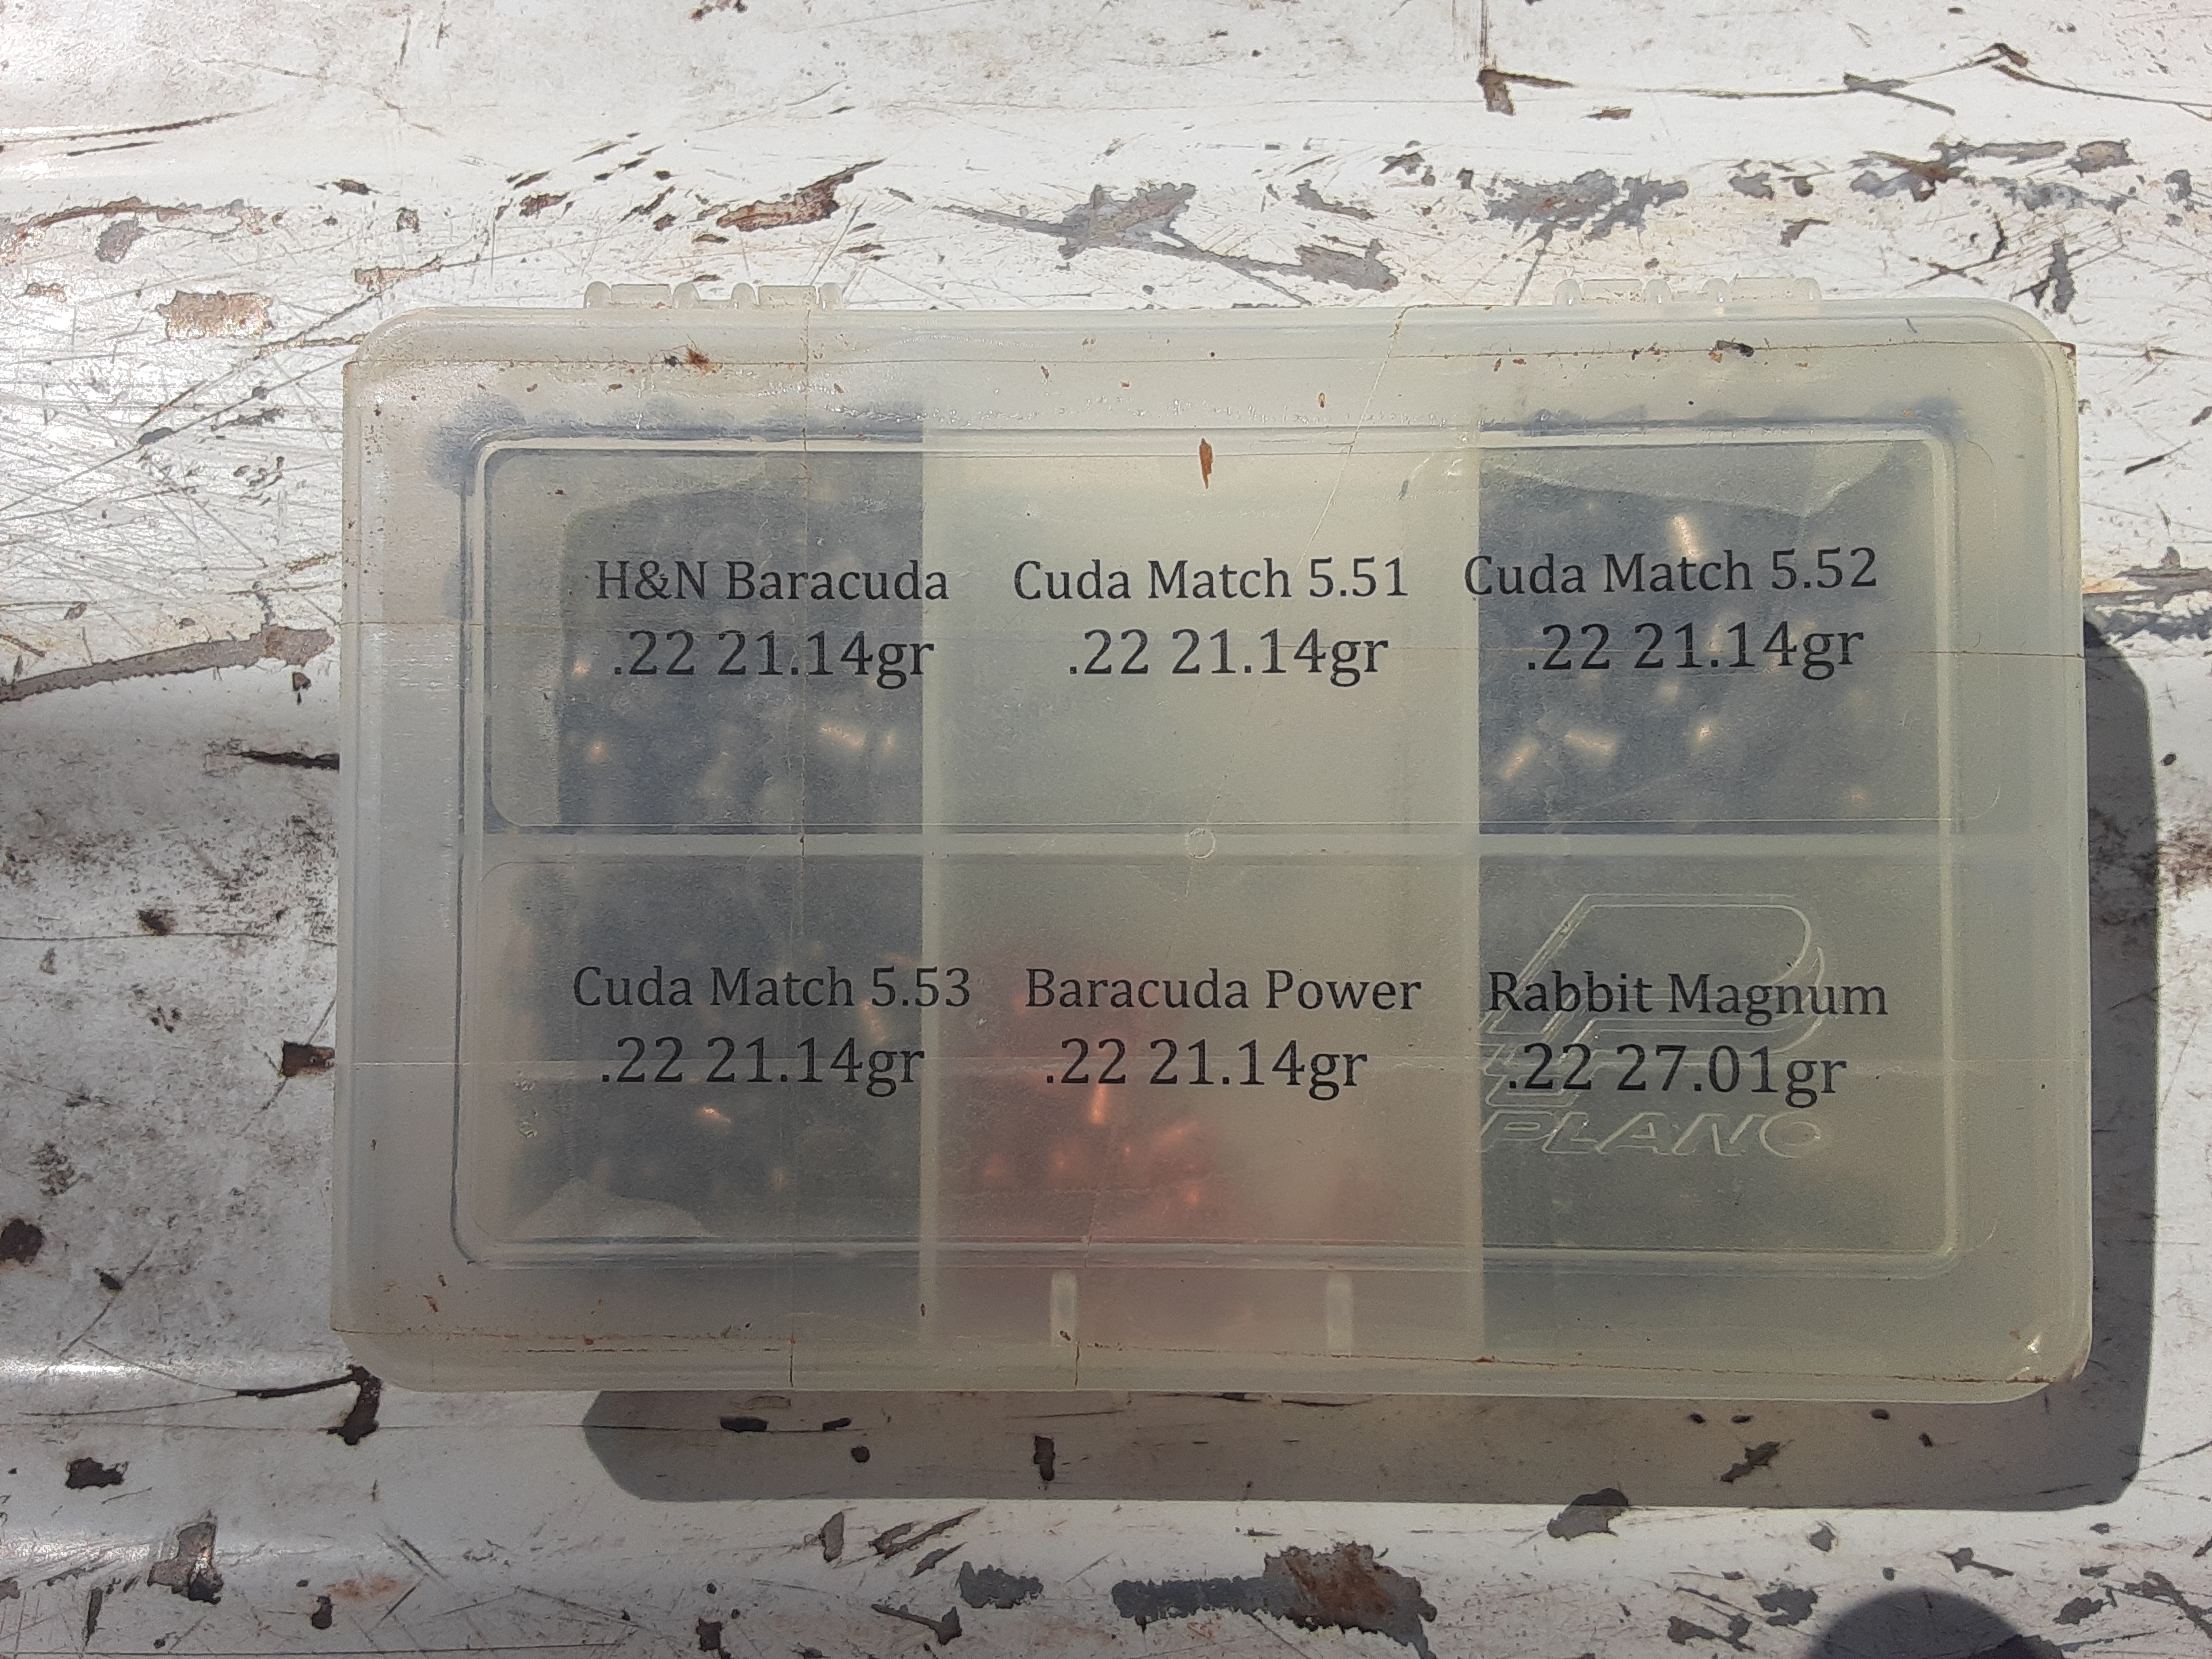 H&N Baracuda
.22 21.14gr
Cuda Match 5.51
.22 21.14gr
Cuda Match 5.52
.22 21.14gr
Cuda Match 5.53
.22 21.14gr
Baracuda Power
.22 21.14gr
Rabbit Magnum
.22 27.01gr
PLANO